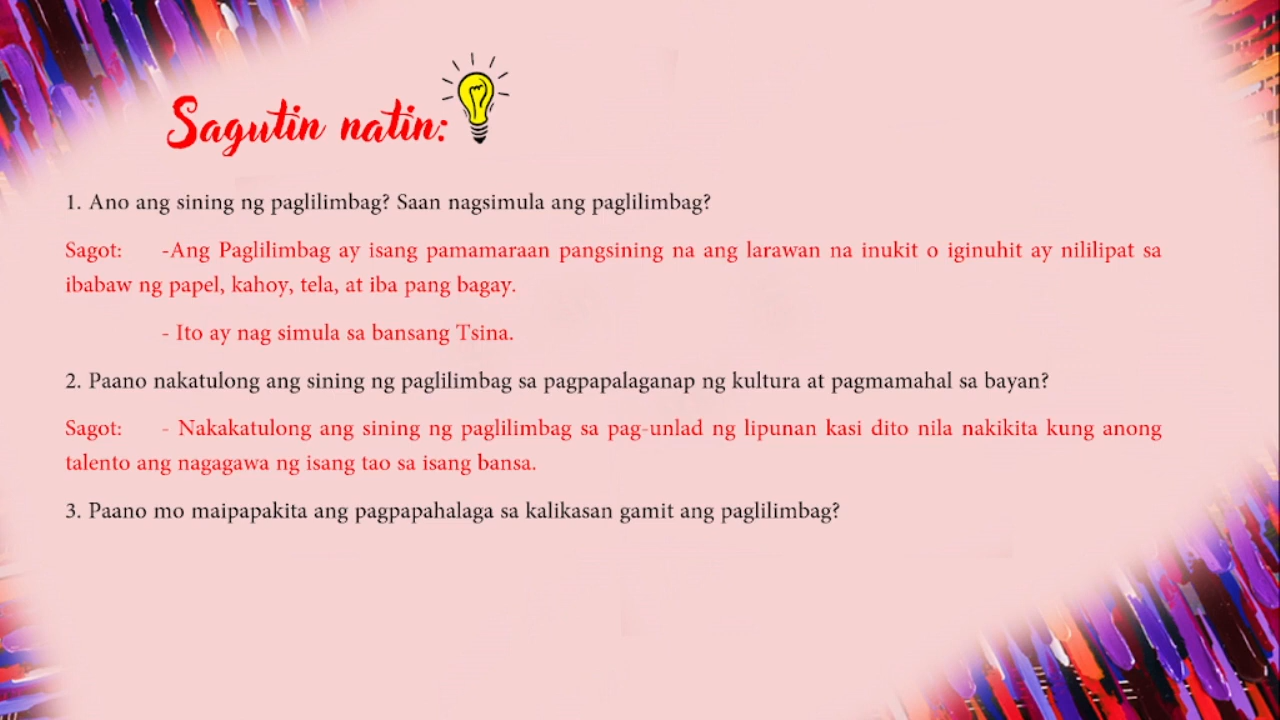 Sagutin natin:
1. Ano ang sining ng paglilimbag? Saan nagsimula ang paglilimbag?
Sagot: -Ang Paglilimbag ay isang pamamaraan pangsining na ang larawan na inukit o iginuhit ay nililipat sa
ibabaw ng papel, kahoy, tela, at iba pang bagay.
- Ito ay nag simula sa bansang Tsina.
2. Paano nakatulong ang sining ng paglilimbag sa pagpapalaganap ng kultura at pagmamahal sa bayan?
Sagot: - Nakakatulong ang sining ng paglilimbag sa pag-unlad ng lipunan kasi dito nila nakikita kung anong
talento ang nagagawa ng isang tao sa isang bansa.
3. Paano mo maipapakita ang pagpapahalaga sa kalikasan gamit ang paglilimbag?